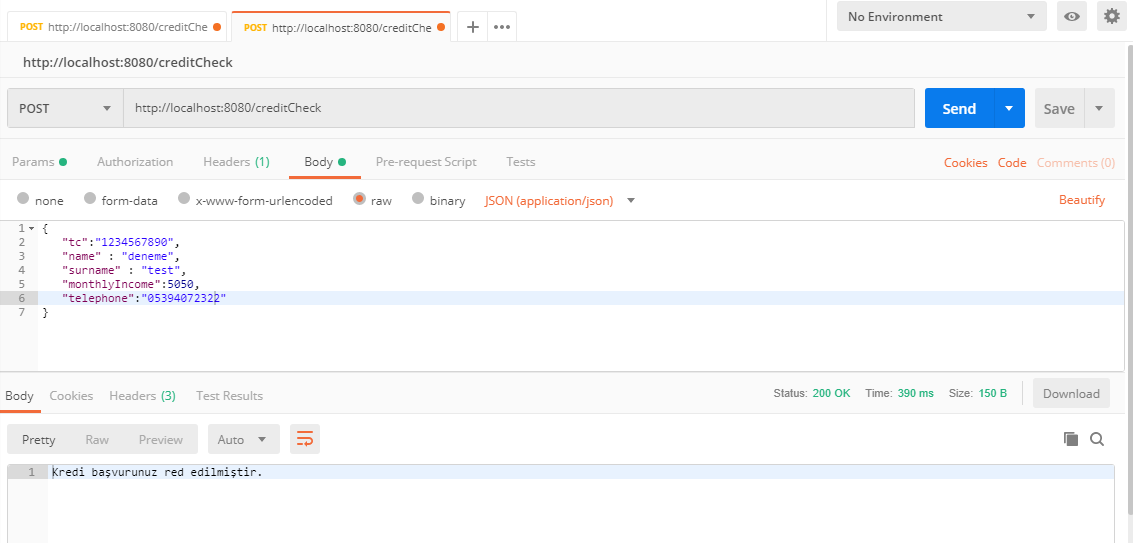 POST http://localhost:8080/creditChe POST http://localhost:8080/creditChe No Environment
http://localhost:8080/creditCheck
POST http://localhost:8080/creditCheck Send Save
Params Authorization Headers (1) Body Pre-request Script Tests Cookies Code Comments (0)
none form-data x-www-form-urlencoded raw binary JSON (application/json) Beautify
1 {
2 "tc":"1234567890",
3 "name" : "deneme",
4 "surname" : "test",
5 "monthlyIncome":5050,
6 "telephone":"05394072322"
7 }
Body Cookies Headers (3) Test Results Status: 200 OK Time: 390 ms Size: 150 B Download
Pretty Raw Preview Auto
1 Kredi başvurunuz red edilmiştir.